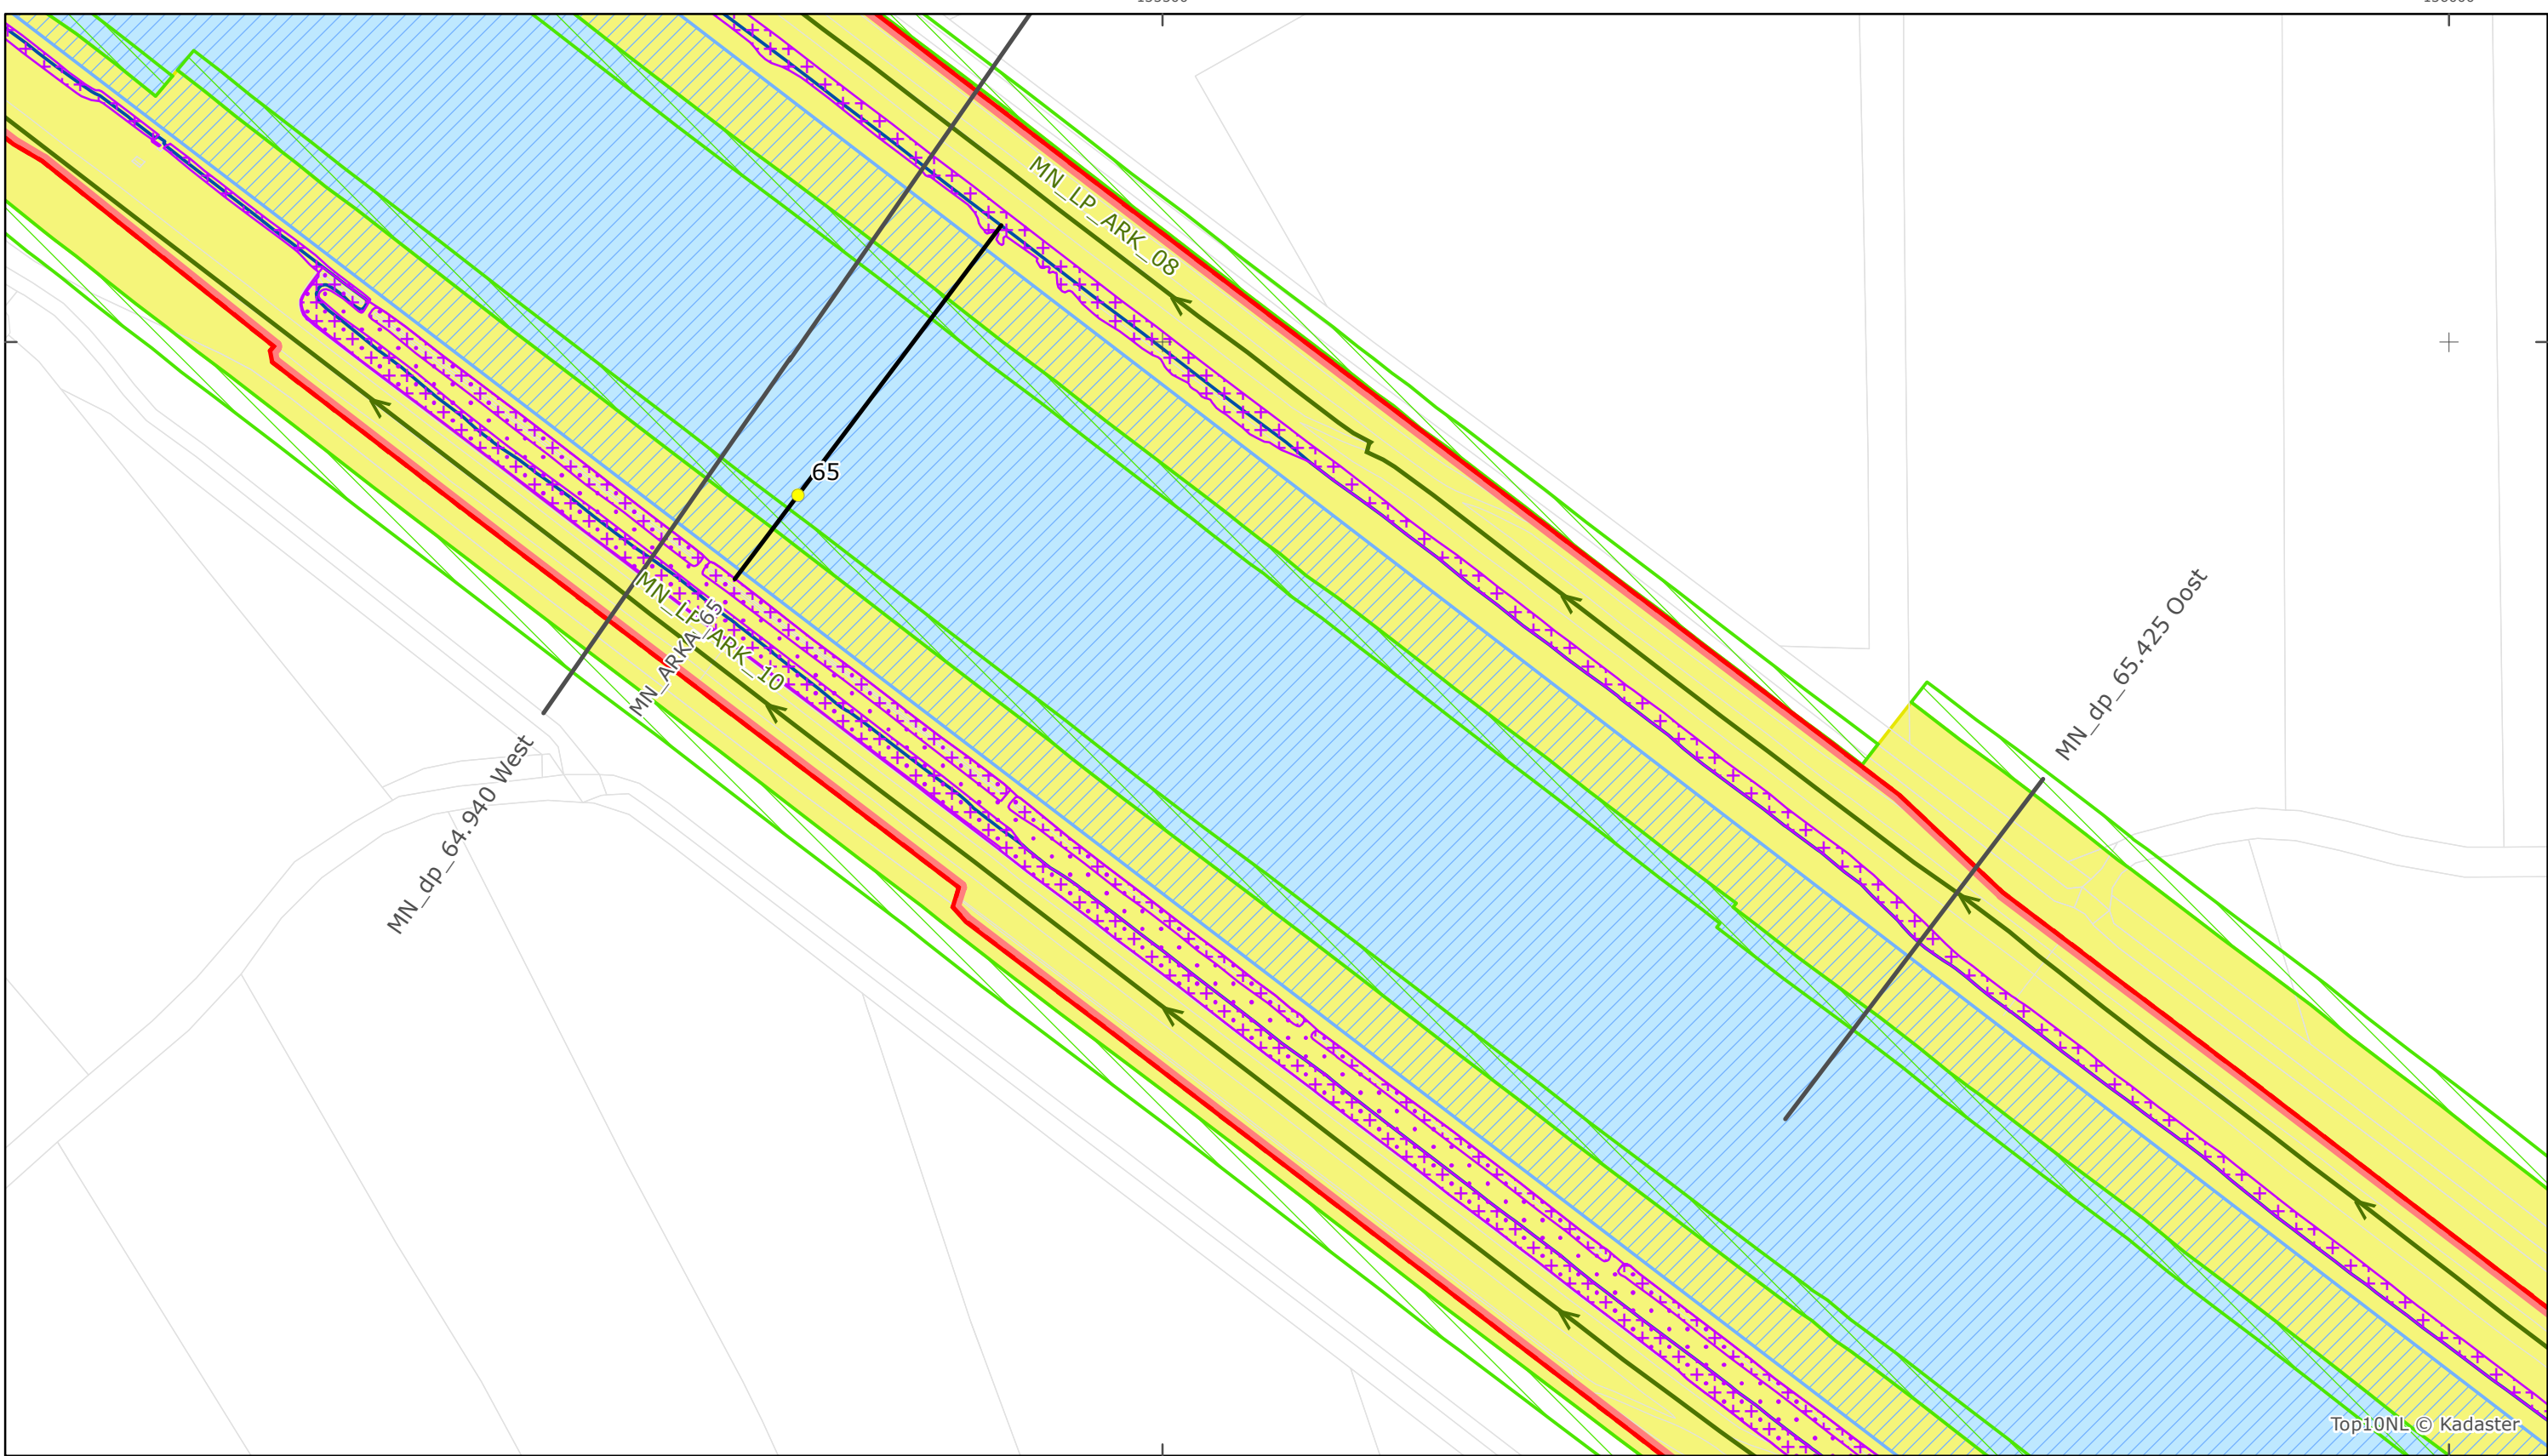 MN_LP_ARK_08
65
MN_LP_ARK_10
MN_ARKA_65
MN_dp_65.425 Oost
MN_dp_64.940 West
Top10NL © Kadaster